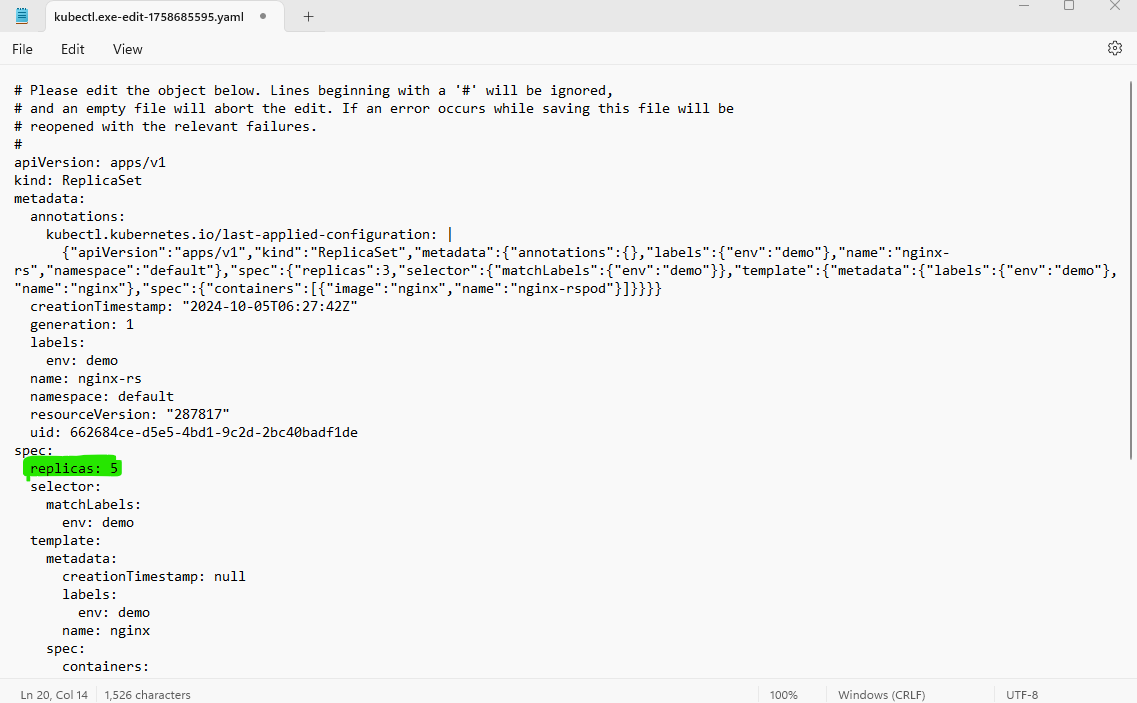 kubectl.exe-edit-1758685595.yaml
File Edit View
# Please edit the object below. Lines beginning with a '#' will be ignored,
# and an empty file will abort the edit. If an error occurs while saving this file will be
# reopened with the relevant failures.
#
apiVersion: apps/v1
kind: ReplicaSet
metadata:
  annotations:
    kubectl.kubernetes.io/last-applied-configuration: |
      {"apiVersion":"apps/v1","kind":"ReplicaSet","metadata":{"annotations":{},"labels":{"env":"demo"},"name":"nginx-
rs","namespace":"default"},"spec":{"replicas":3,"selector":{"matchLabels":{"env":"demo"}},"template":{"metadata":{"labels":{"env":"demo"},
"name":"nginx"},"spec":{"containers":[{"image":"nginx","name":"nginx-rspod"}]}}}}
  creationTimestamp: "2024-10-05T06:27:42Z"
  generation: 1
  labels:
    env: demo
  name: nginx-rs
  namespace: default
  resourceVersion: "287817"
  uid: 662684ce-d5e5-4bd1-9c2d-2bc40badf1de
spec:
  replicas: 5
  selector:
    matchLabels:
      env: demo
  template:
    metadata:
      creationTimestamp: null
      labels:
        env: demo
      name: nginx
    spec:
      containers:
Ln 20, Col 14 1,526 characters 100% Windows (CRLF) UTF-8